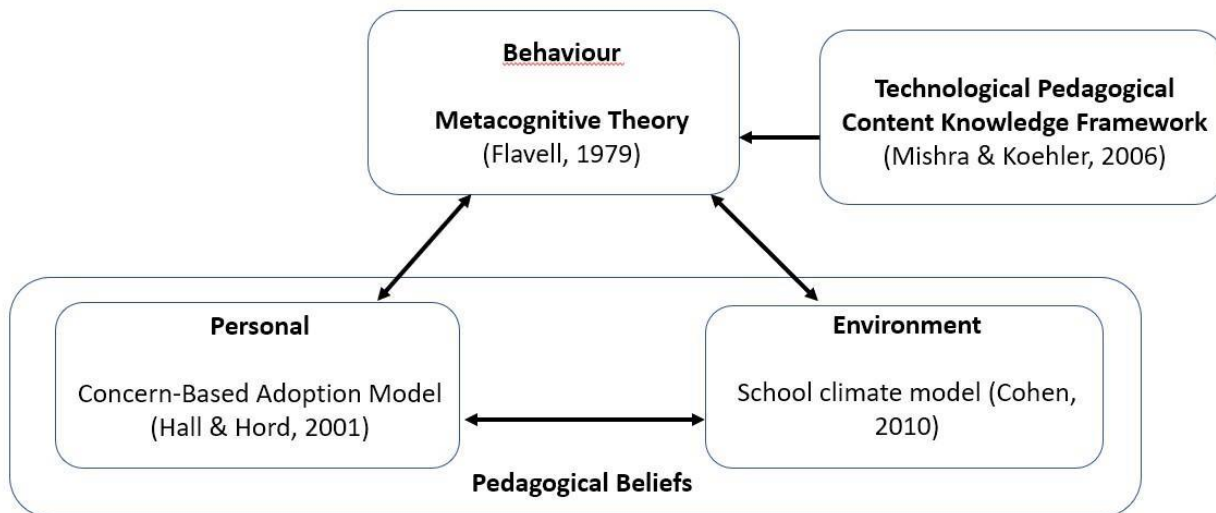 Behaviour
Metacognitive Theory
(Flavell, 1979)
Technological Pedagogical
Content Knowledge Framework
(Mishra & Koehler, 2006)
Personal
Concern-Based Adoption Model
(Hall & Hord, 2001)
Environment
School climate model (Cohen,
2010)
Pedagogical Beliefs